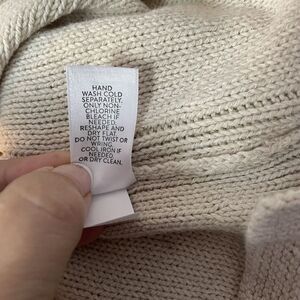 HAND
WASH COLD
SEPARATELY.
ONLY NON-
CHLORINE
BLEACH IF
NEEDED.
RESHAPE AND
DRY FLAT.
DO NOT TWIST OR
WRING.
COOL IRON IF
NEEDED.
OR DRY CLEAN.